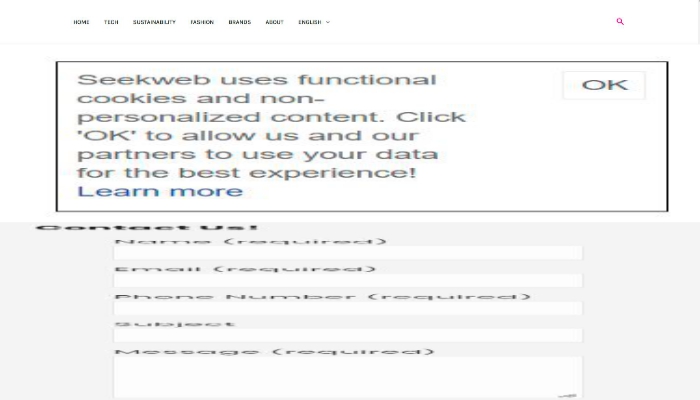 HOME TECH SUSTAINABILITY FASHION BRANDS ABOUT ENGLISH
Seekweb uses functional
cookies and non-
personalized content. Click
'OK' to allow us and our
partners to use your data
for the best experience!
Learn more
OK
Contact Us!
Name (required)
Email (required)
Phone Number (required)
Subject
Message (required)